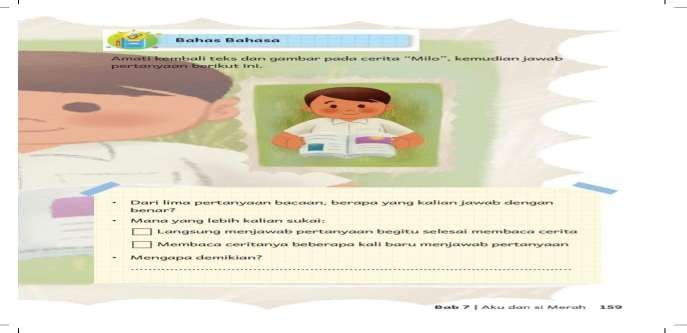 Bahas Bahasa
Amati kembali teks dan gambar pada cerita "Milo", kemudian jawab
pertanyaan berikut ini.
• Dari lima pertanyaan bacaan, berapa yang kalian jawab dengan
benar?
• Mana yang lebih kalian sukai:
Langsung menjawab pertanyaan begitu selesai membaca cerita
Membaca ceritanya beberapa kali baru menjawab pertanyaan
• Mengapa demikian?
Bab 7 | Aku dan si Merah 159